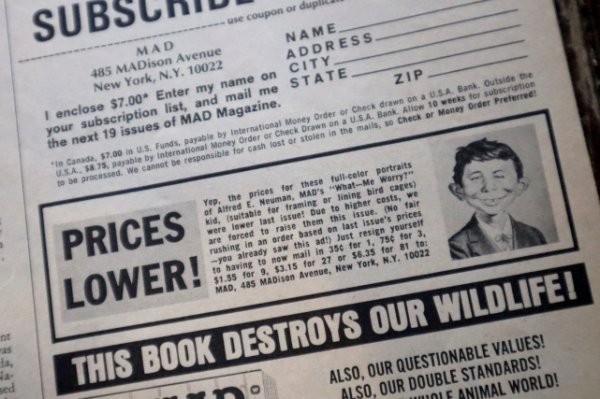 SUBSCRIBE
use coupon or
MAD
485 MADison Avenue
New York, N.Y. 10022
I enclose $7.00* Enter my name on
your subscription list, and mail me
the next 19 issues of MAD Magazine.
NAME
ADDRESS
CITY
STATE
ZIP
*In Canada, $7.00 in U.S. Funds, payable by International Money Order or Check drawn on a U.S.A. Bank. Outside the
U.S.A., $8.75, payable by International Money Order or Check Drawn on a U.S.A. Bank. Allow 10 weeks for subscription
to be processed. We cannot be responsible for cash lost or stolen in the mails, so Check or Money Order Preferred!
PRICES
LOWER!
Yep, the prices for these full-color portraits
of Alfred E. Neuman, MAD's "What—Me Worry?"
Kid, (suitable for framing or lining bird cages)
were lower last issue! Due to higher costs, we
are forced to raise them this issue. (No fair
rushing in an order based on last issue's prices
—you already saw this ad!) Just resign yourself
to having to now mail in 35¢ for 1, 75¢ for 3,
$1.55 for 9, $3.15 for 27 or $6.35 for 81 to:
MAD, 485 MADison Avenue, New York, N.Y. 10022
THIS BOOK DESTROYS OUR WILDLIFE!
ALSO, OUR QUESTIONABLE VALUES!
ALSO, OUR DOUBLE STANDARDS!
WHOLE ANIMAL WORLD!